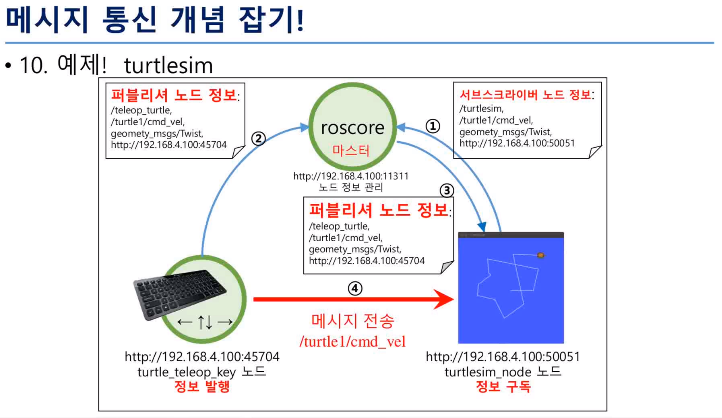 메시지 통신 개념 잡기!
• 10. 예제! turtlesim
퍼블리셔 노드 정보:
/teleop_turtle,
/turtle1/cmd_vel,
geometry_msgs/Twist,
http://192.168.4.100:45704
②
roscore
마스터
http://192.168.4.100:11311
노드 정보 관리
①
서브스크라이버 노드 정보:
/turtlesim,
/turtle1/cmd_vel,
geomety_msgs/Twist,
http://192.168.4.100:50051
③
퍼블리셔 노드 정보:
/teleop_turtle,
/turtle1/cmd_vel,
geomety_msgs/Twist,
http://192.168.4.100:45704
← ↑↓ →
④
메시지 전송
/turtle1/cmd_vel
http://192.168.4.100:45704
turtle_teleop_key 노드
정보 발행
http://192.168.4.100:50051
turtlesim_node 노드
정보 구독